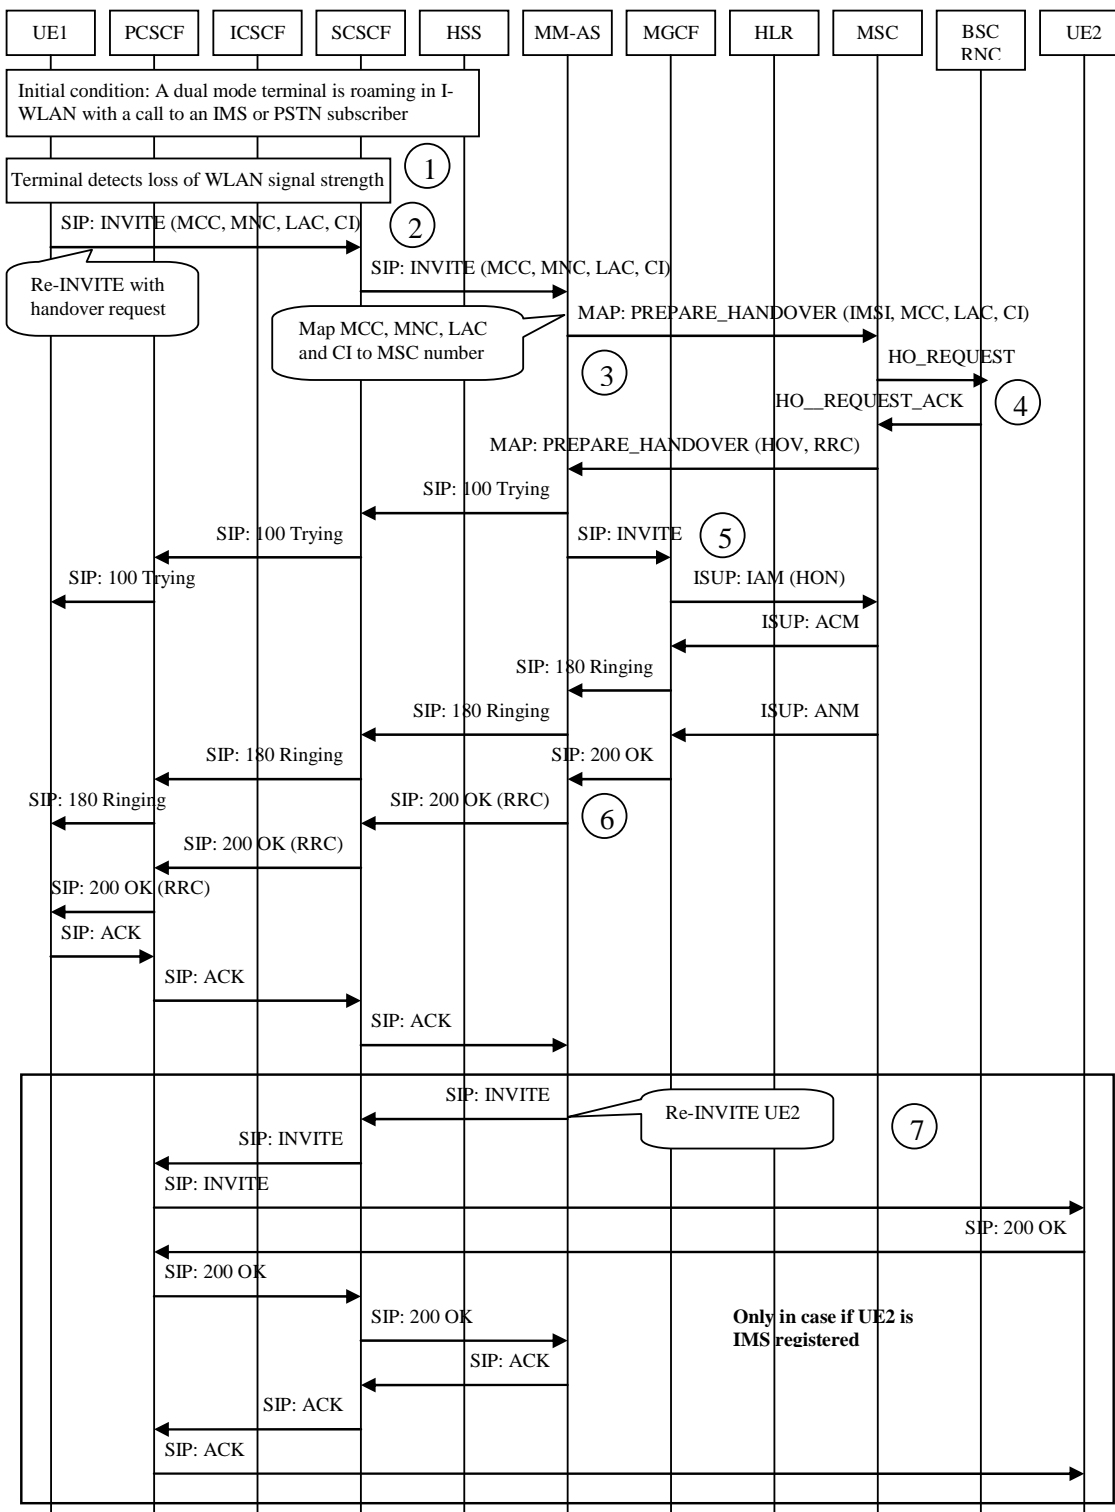 UE1
PCSCF
ICSCF
SCSCF
HSS
MM-AS
MGCF
HLR
MSC
BSC
RNC
UE2
Initial condition: A dual mode terminal is roaming in I-
WLAN with a call to an IMS or PSTN subscriber
1
Terminal detects loss of WLAN signal strength
2
SIP: INVITE (MCC, MNC, LAC, CI)
Re-INVITE with
handover request
SIP: INVITE (MCC, MNC, LAC, CI)
Map MCC, MNC, LAC
and CI to MSC number
MAP: PREPARE_HANDOVER (IMSI, MCC, LAC, CI)
3
HO_REQUEST
4
HO__REQUEST_ACK
MAP: PREPARE_HANDOVER (HOV, RRC)
SIP: 100 Trying
SIP: 100 Trying
SIP: INVITE
5
SIP: 100 Trying
ISUP: IAM (HON)
ISUP: ACM
SIP: 180 Ringing
SIP: 180 Ringing
ISUP: ANM
SIP: 180 Ringing
SIP: 200 OK
SIP: 180 Ringing
SIP: 200 OK (RRC)
6
SIP: 200 OK (RRC)
SIP: 200 OK (RRC)
SIP: ACK
SIP: ACK
SIP: ACK
SIP: INVITE
Re-INVITE UE2
7
SIP: INVITE
SIP: INVITE
SIP: 200 OK
SIP: 200 OK
SIP: 200 OK
Only in case if UE2 is
IMS registered
SIP: ACK
SIP: ACK
SIP: ACK